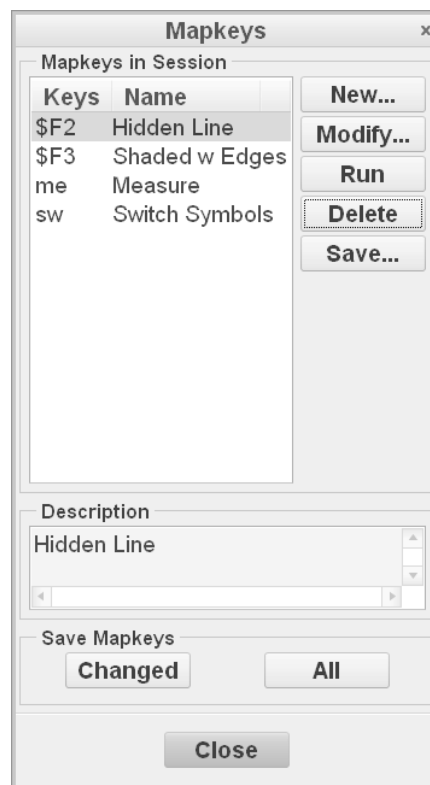 Mapkeys ×
Mapkeys in Session
Keys Name
$F2 Hidden Line
$F3 Shaded w Edges
me Measure
sw Switch Symbols
New...
Modify...
Run
Delete
Save...
Description
Hidden Line
Save Mapkeys
Changed All
Close